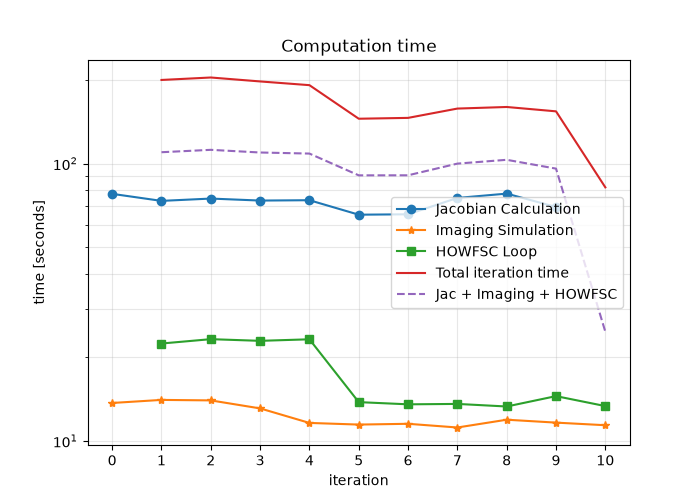 Computation time
time [seconds]
10²
10¹
Jacobian Calculation
Imaging Simulation
HOWFSC Loop
Total iteration time
Jac + Imaging + HOWFSC
0 1 2 3 4 5 6 7 8 9 10
iteration